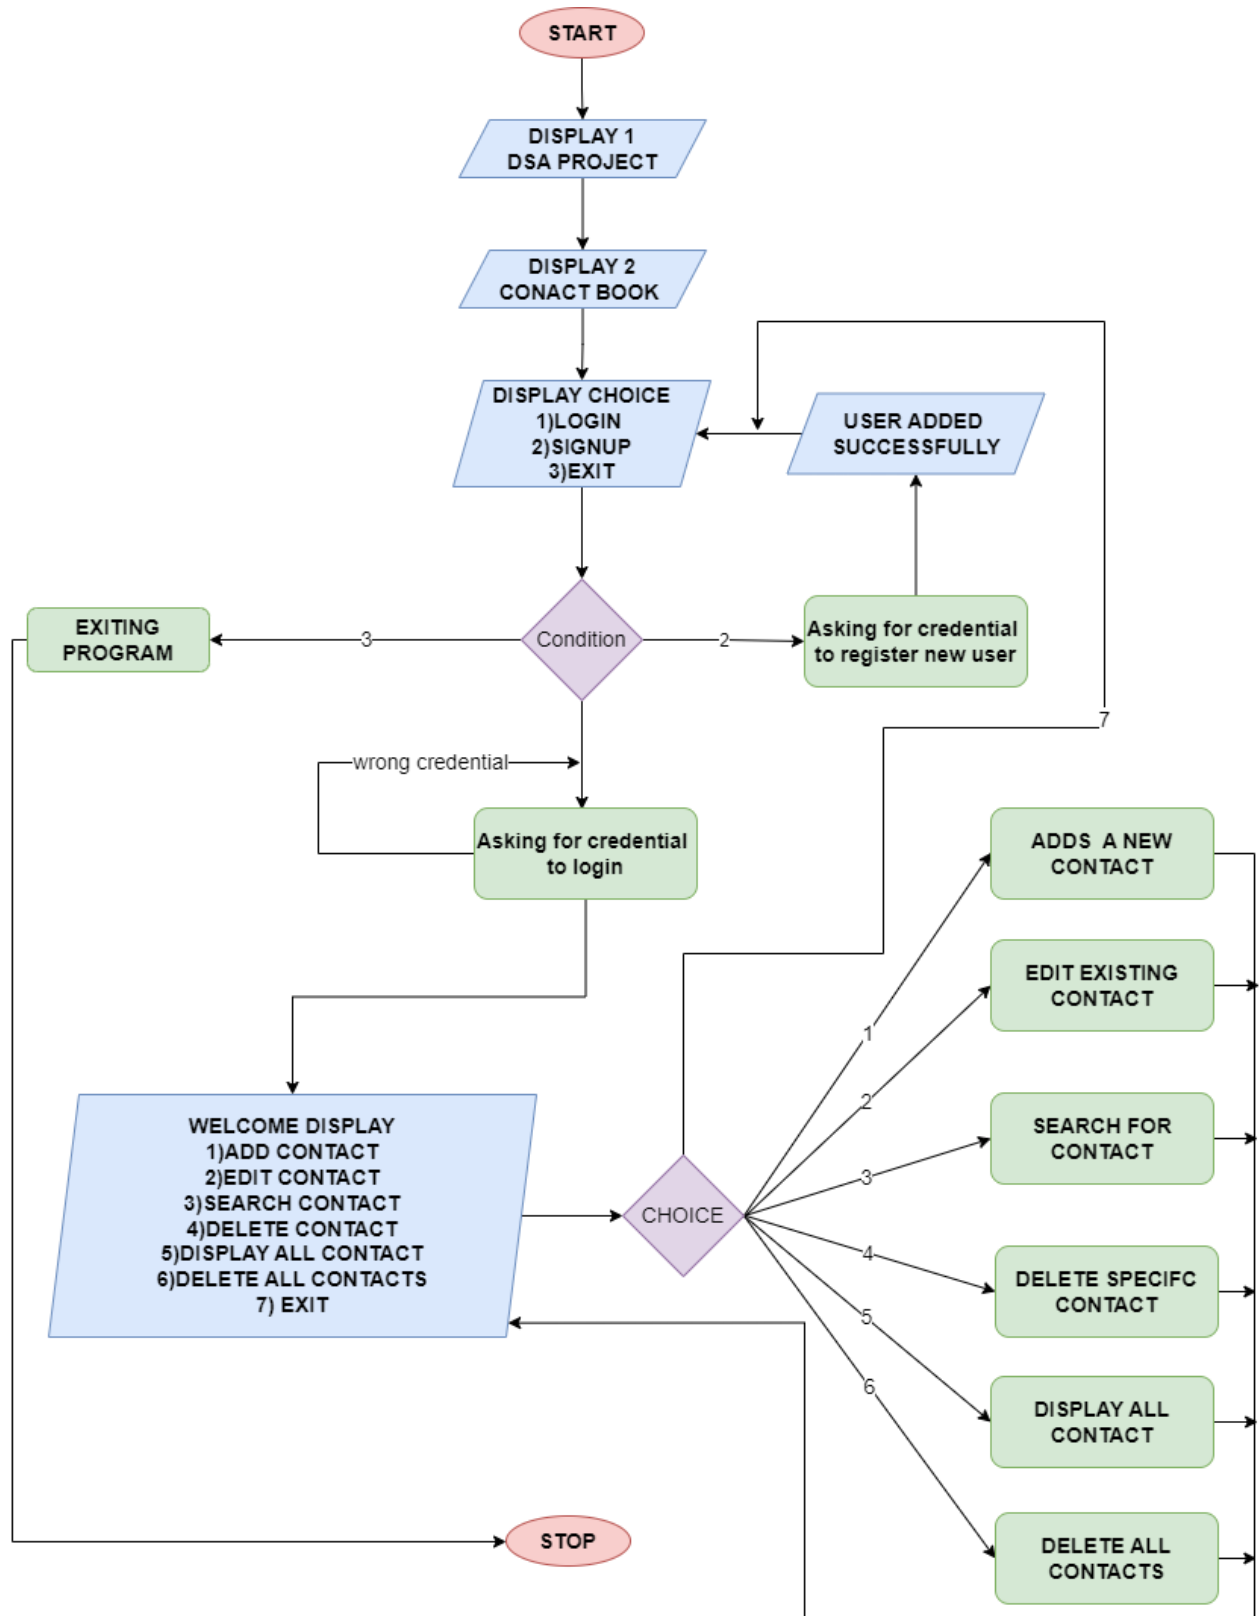 START
DISPLAY 1
DSA PROJECT
DISPLAY 2
CONACT BOOK
DISPLAY CHOICE
1)LOGIN
2)SIGNUP
3)EXIT
USER ADDED
SUCCESSFULLY
EXITING
PROGRAM
3
Condition
2
Asking for credential
to register new user
7
wrong credential
Asking for credential
to login
ADDS A NEW
CONTACT
EDIT EXISTING
CONTACT
1
2
SEARCH FOR
CONTACT
3
WELCOME DISPLAY
1)ADD CONTACT
2)EDIT CONTACT
3)SEARCH CONTACT
4)DELETE CONTACT
5)DISPLAY ALL CONTACT
6)DELETE ALL CONTACTS
7) EXIT
CHOICE
4
DELETE SPECIFC
CONTACT
5
6
DISPLAY ALL
CONTACT
STOP
DELETE ALL
CONTACTS